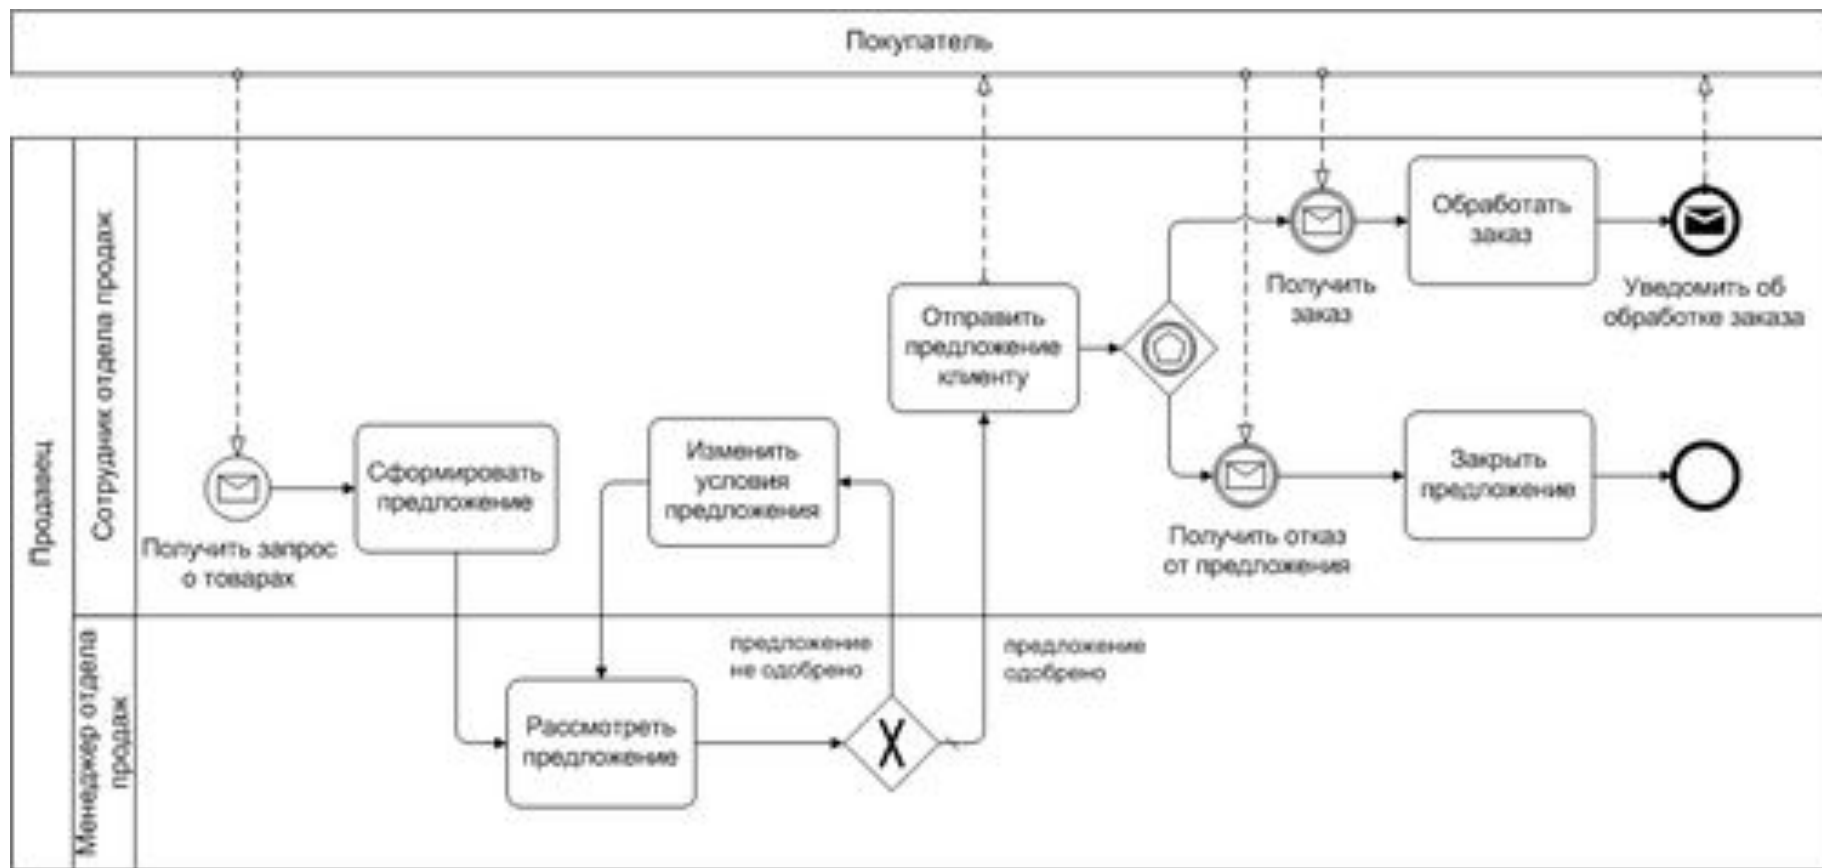 Покупатель
Продавец
Сотрудник отдела продаж
Менеджер отдела
продаж
Получить запрос
о товарах
Сформировать
предложение
Изменить
условия
предложения
Рассмотреть
предложение
предложение
не одобрено
предложение
одобрено
Отправить
предложение
клиенту
Получить
заказ
Обработать
заказ
Уведомить об
обработке заказа
Получить отказ
от предложения
Закрыть
предложение